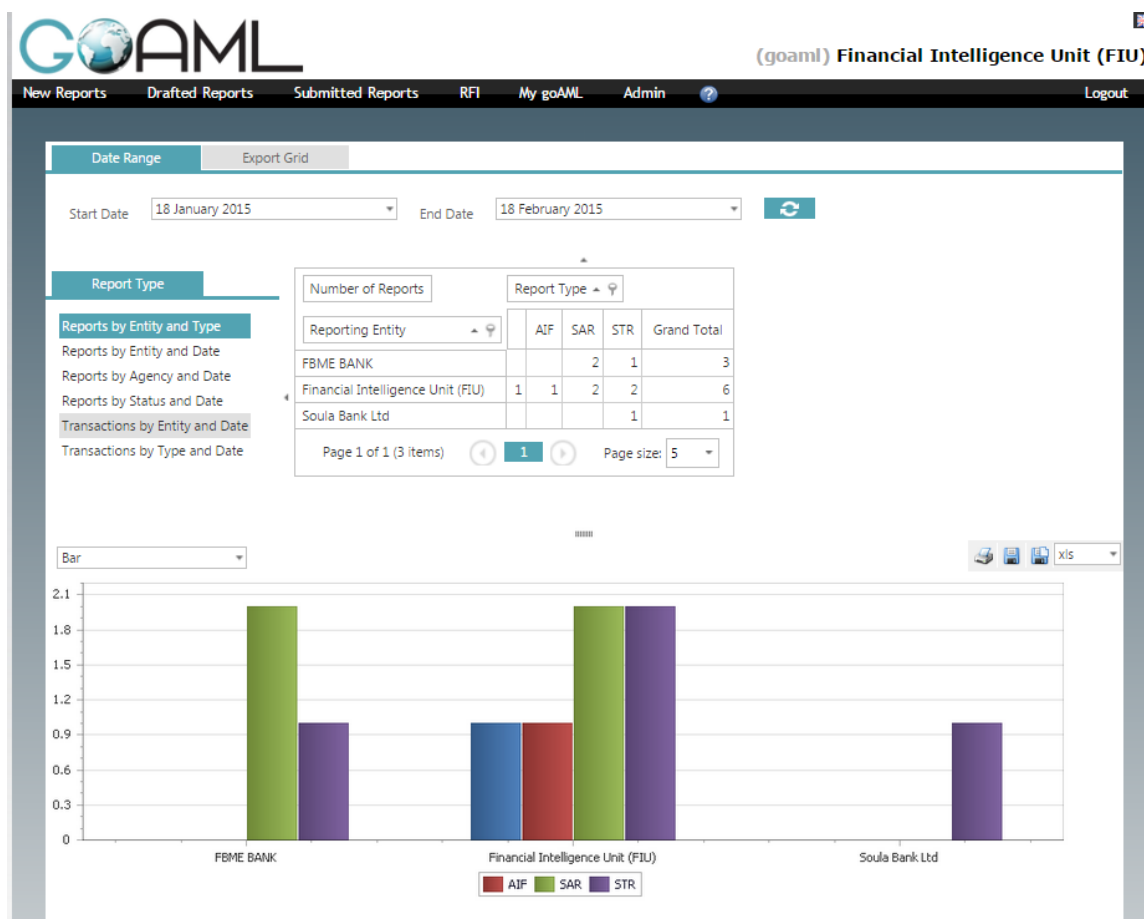 GOAML
(goaml) Financial Intelligence Unit (FIU)
New Reports Drafted Reports Submitted Reports RFI My goAML Admin ? Logout
Date Range Export Grid
Start Date 18 January 2015 End Date 18 February 2015
Report Type
Reports by Entity and Type
Reports by Entity and Date
Reports by Agency and Date
Reports by Status and Date
Transactions by Entity and Date
Transactions by Type and Date
Number of Reports Report Type
Reporting Entity AIF SAR STR Grand Total
FBME BANK 2 1 3
Financial Intelligence Unit (FIU) 1 1 2 2 6
Soula Bank Ltd 1 1
Page 1 of 1 (3 items) 1 Page size: 5
Bar xls
2.1
1.8
1.5
1.2
0.9
0.6
0.3
0
FBME BANK Financial Intelligence Unit (FIU) Soula Bank Ltd
AIF SAR STR